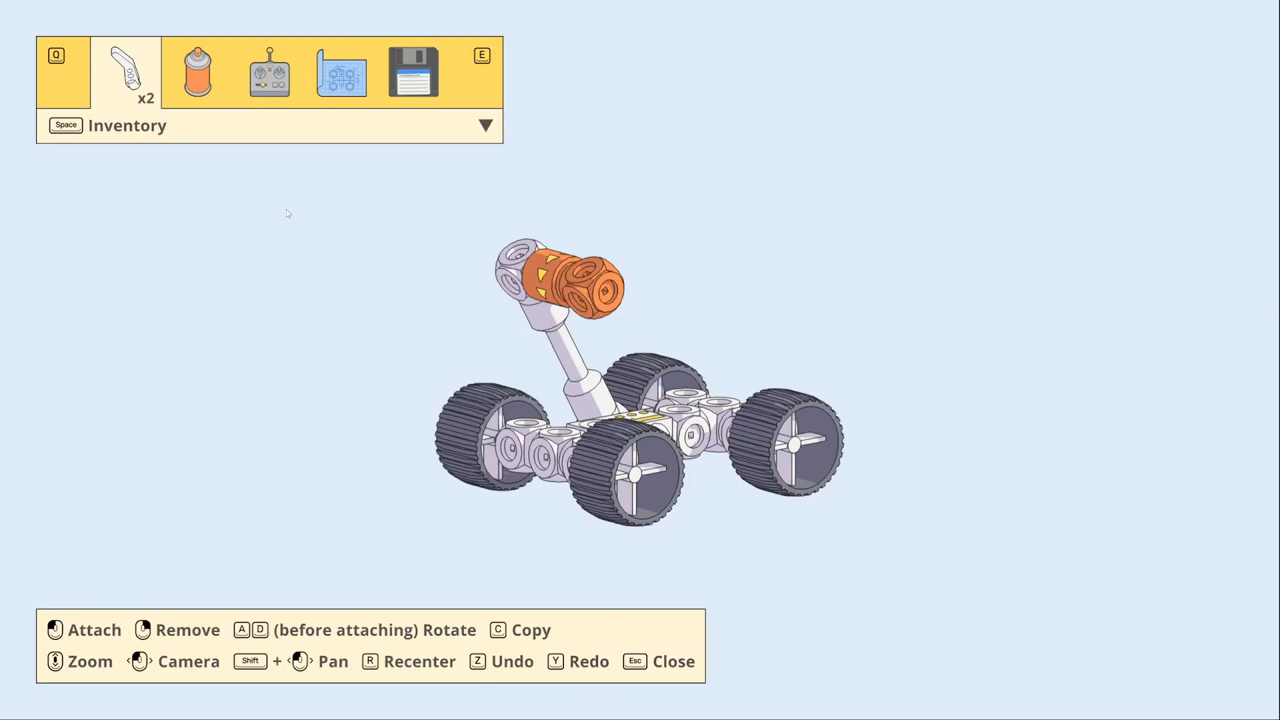 Q E
x2
Space Inventory
Attach Remove A D (before attaching) Rotate C Copy
Zoom Camera Shift + Pan R Recenter Z Undo Y Redo Esc Close